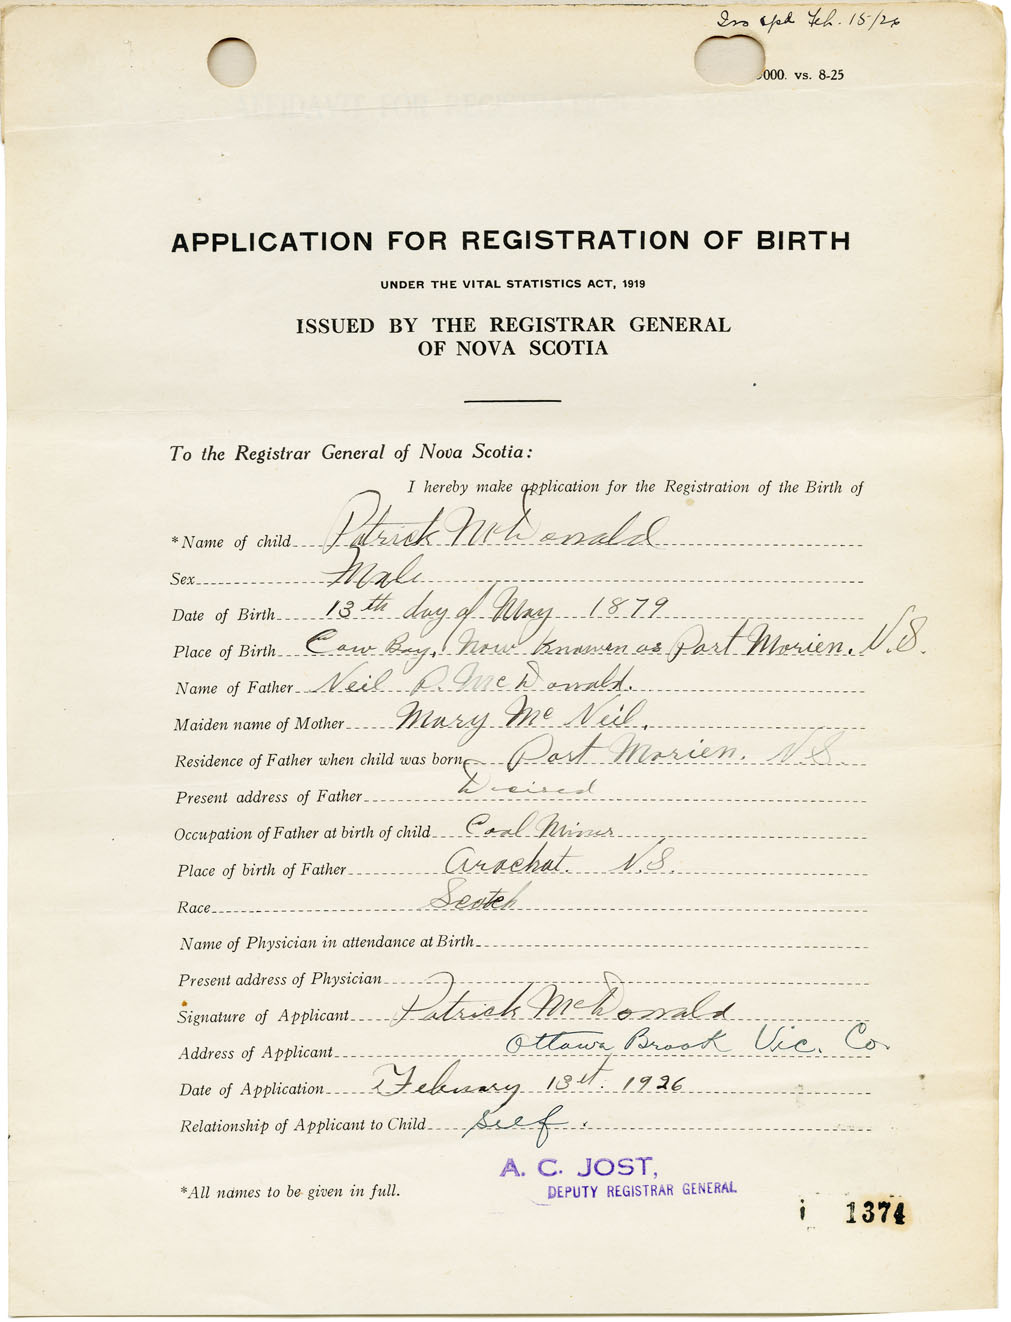 Feb. 15/26
000. vs. 8-25
APPLICATION FOR REGISTRATION OF BIRTH
UNDER THE VITAL STATISTICS ACT, 1919
ISSUED BY THE REGISTRAR GENERAL
OF NOVA SCOTIA
To the Registrar General of Nova Scotia:
I hereby make application for the Registration of the Birth of
*Name of child Patrick McDonald
Sex Male
Date of Birth 13th day of May 1879
Place of Birth Cow Bay, Now Knowen as Port Morien. N.S.
Name of Father Neil P. McDonald.
Maiden name of Mother Mary McNeil.
Residence of Father when child was born Port Morien. N.S.
Present address of Father Decised
Occupation of Father at birth of child Coal Miner
Place of birth of Father Arachat. N.S.
Race Scotch
Name of Physician in attendance at Birth
Present address of Physician
Signature of Applicant Patrick McDonald
Address of Applicant Ottawa Brook Vic. Co.
Date of Application February 13st. 1926
Relationship of Applicant to Child self.
A. C. JOST,
DEPUTY REGISTRAR GENERAL
*All names to be given in full.
1374